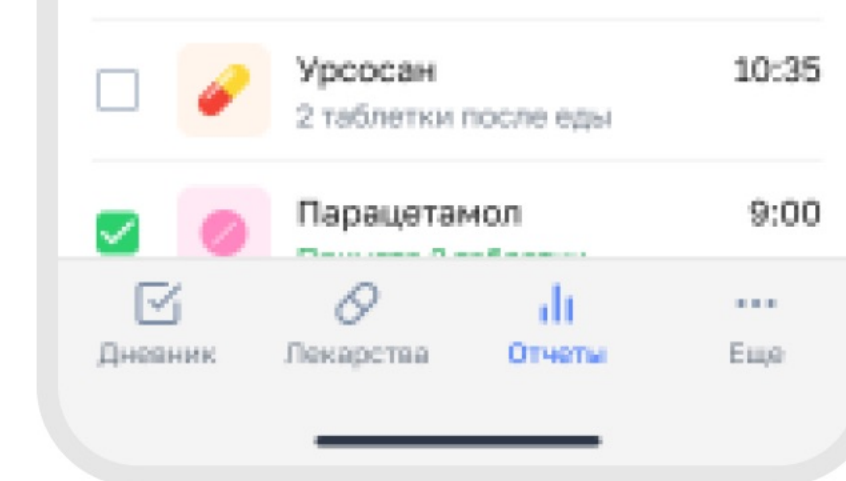 Урсосан 10:35
2 таблетки после еды
Парацетамол 9:00
Дневник Лекарства Отчеты Еще